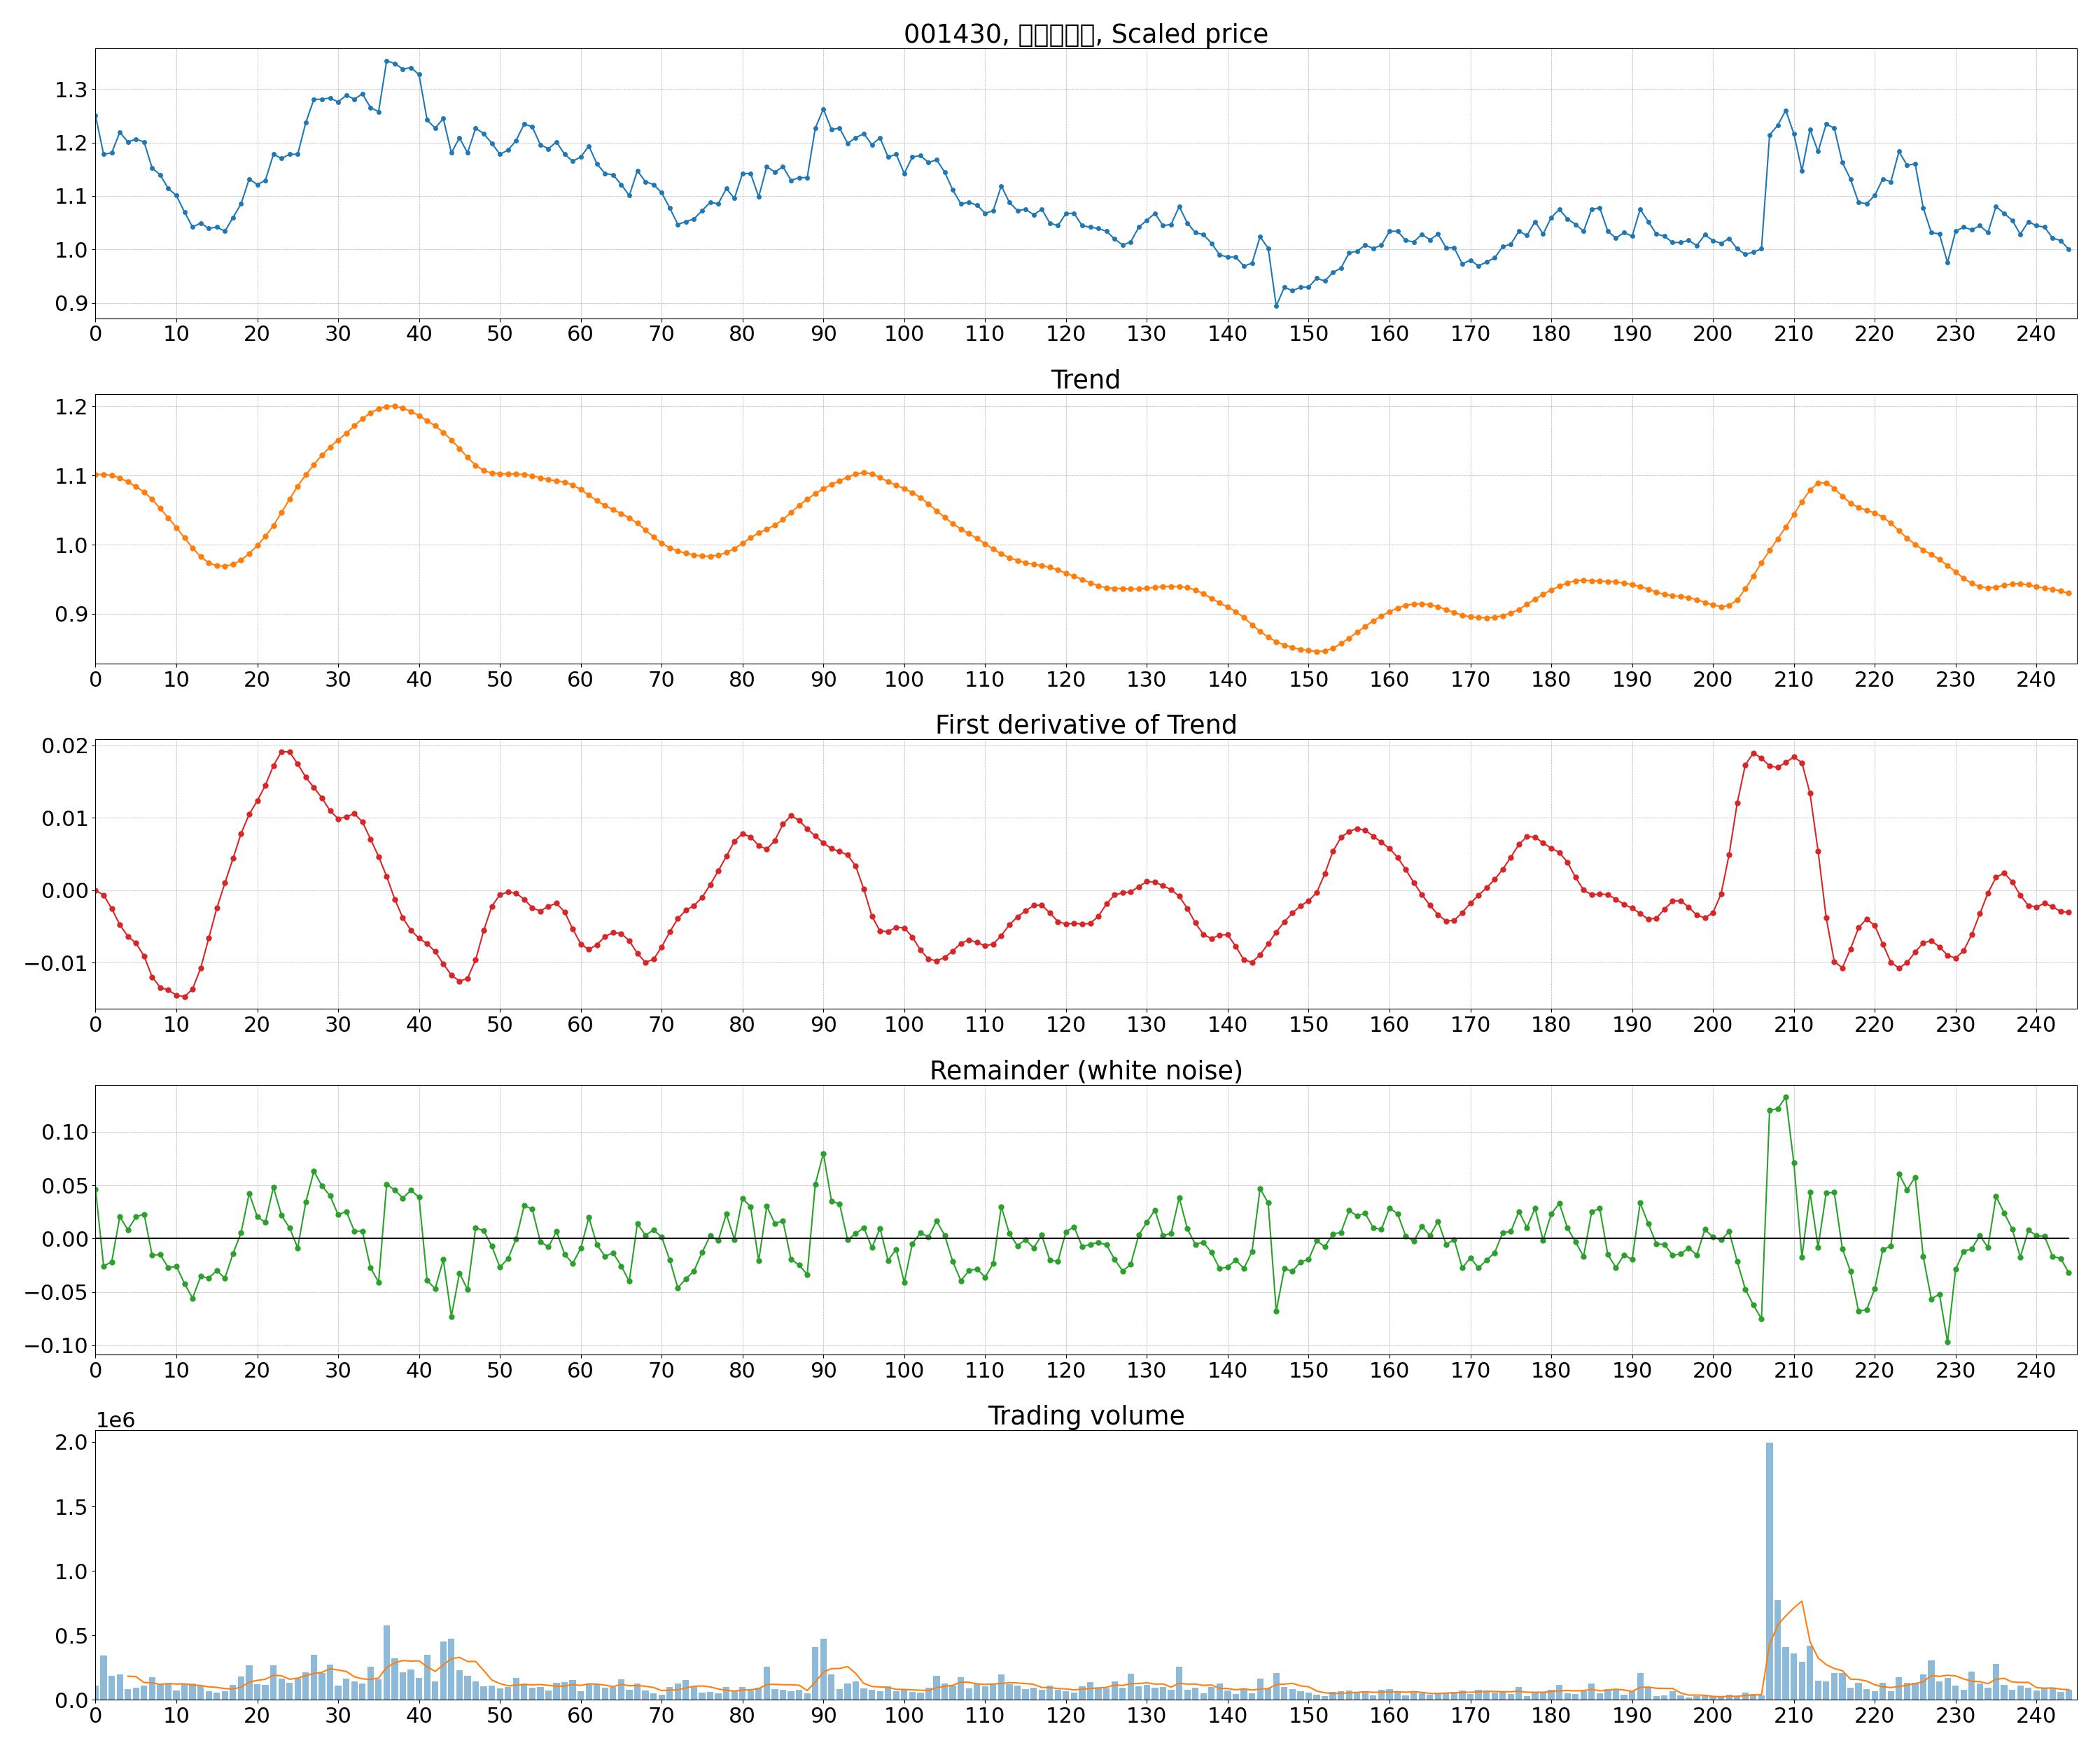 001430, , Scaled price
1.3
1.2
1.1
1.0
0.9
0 10 20 30 40 50 60 70 80 90 100 110 120 130 140 150 160 170 180 190 200 210 220 230 240
Trend
1.2
1.1
1.0
0.9
0 10 20 30 40 50 60 70 80 90 100 110 120 130 140 150 160 170 180 190 200 210 220 230 240
First derivative of Trend
0.02
0.01
0.00
−0.01
0 10 20 30 40 50 60 70 80 90 100 110 120 130 140 150 160 170 180 190 200 210 220 230 240
Remainder (white noise)
0.10
0.05
0.00
−0.05
−0.10
0 10 20 30 40 50 60 70 80 90 100 110 120 130 140 150 160 170 180 190 200 210 220 230 240
Trading volume
1e6
2.0
1.5
1.0
0.5
0.0
0 10 20 30 40 50 60 70 80 90 100 110 120 130 140 150 160 170 180 190 200 210 220 230 240